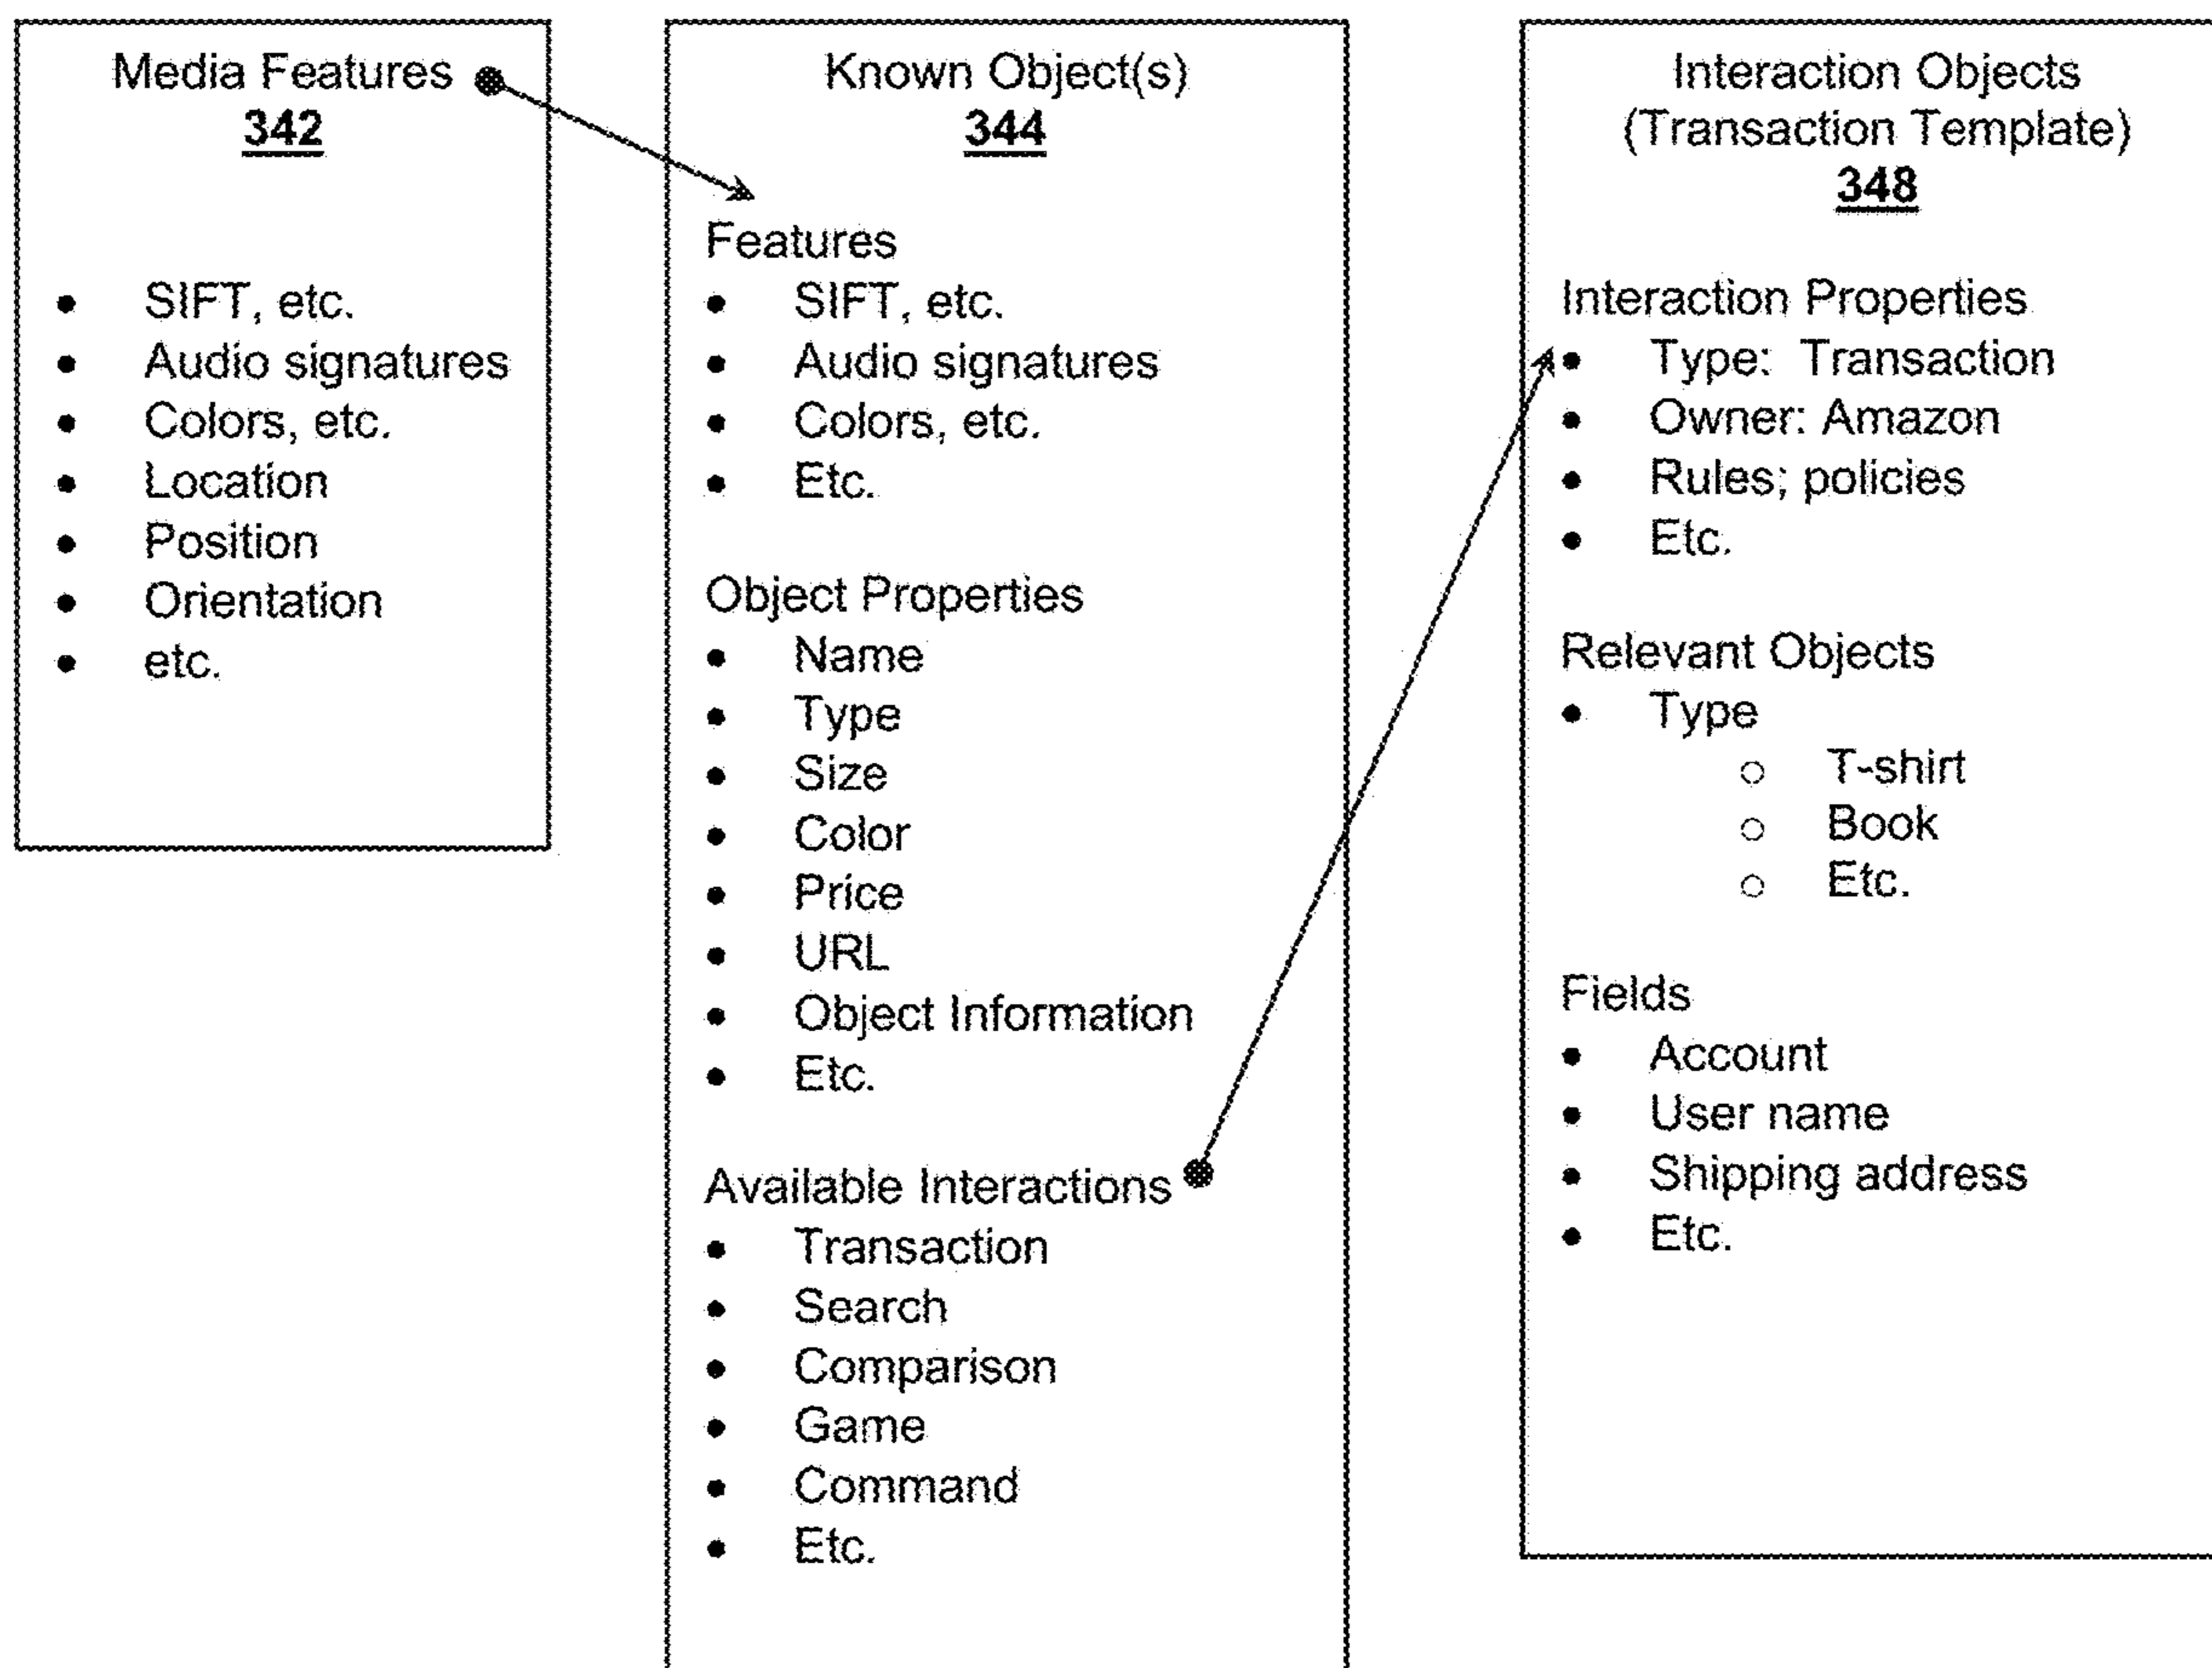 Media Features
342
• SIFT, etc.
• Audio signatures
• Colors, etc.
• Location
• Position
• Orientation
• etc.
Known Object(s)
344
Features
• SIFT, etc.
• Audio signatures
• Colors, etc.
• Etc.
Object Properties
• Name
• Type
• Size
• Color
• Price
• URL
• Object Information
• Etc.
Available Interactions
• Transaction
• Search
• Comparison
• Game
• Command
• Etc.
Interaction Objects
(Transaction Template)
348
Interaction Properties
• Type: Transaction
• Owner: Amazon
• Rules; policies
• Etc.
Relevant Objects
• Type
○ T-shirt
○ Book
○ Etc.
Fields
• Account
• User name
• Shipping address
• Etc.